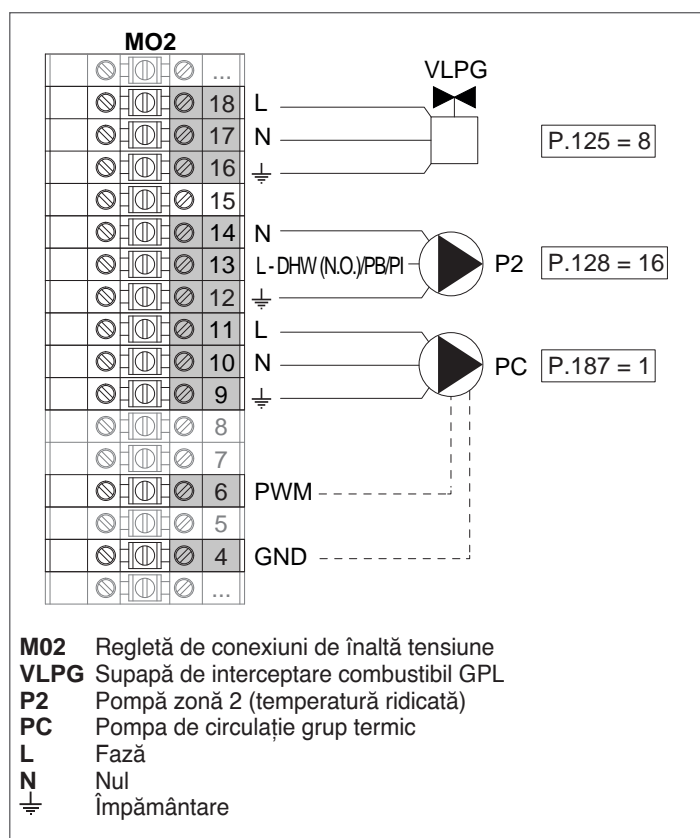 MO2
...
VLPG
18 L
17 N P.125 = 8
16
15
14 N
13 L - DHW (N.O.)/PB/PI P2 P.128 = 16
12
11 L
10 N PC P.187 = 1
9
8
7
6 PWM
5
4 GND
...
M02 Regletă de conexiuni de înaltă tensiune
VLPG Supapă de interceptare combustibil GPL
P2 Pompă zonă 2 (temperatură ridicată)
PC Pompa de circulație grup termic
L Fază
N Nul
Împământare